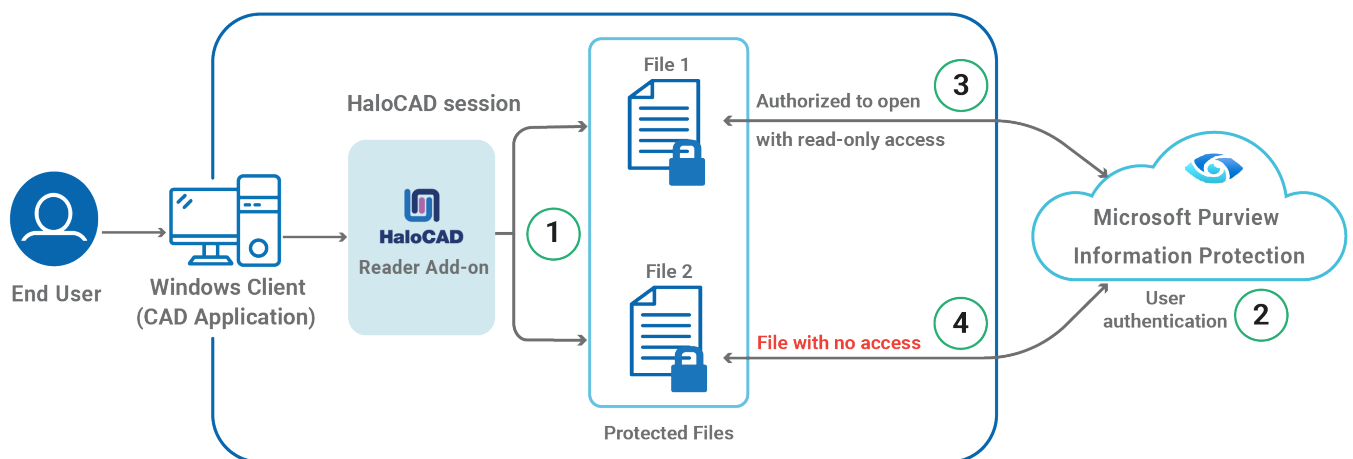 End User
Windows Client
(CAD Application)
HaloCAD session
HaloCAD
Reader Add-on
1
File 1
File 2
Protected Files
3
Authorized to open
with read-only access
4
File with no access
Microsoft Purview
Information Protection
User
authentication
2